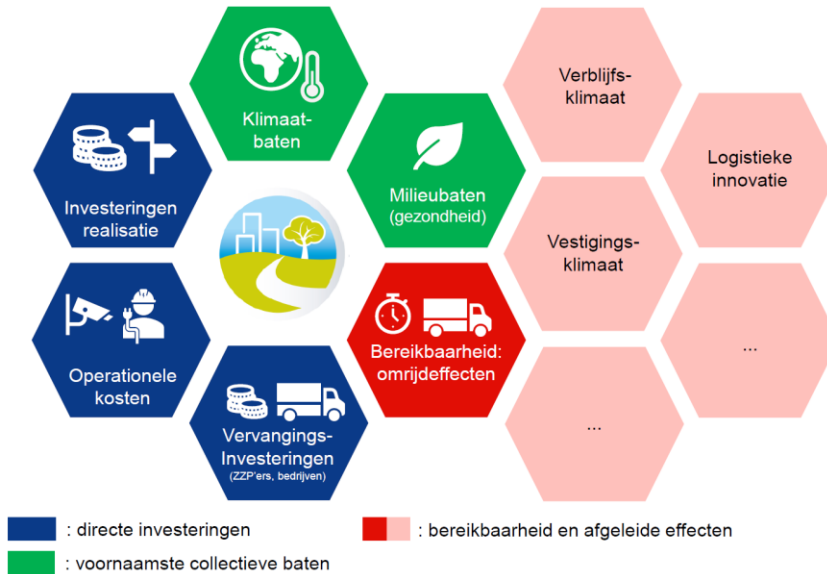 Klimaat-
baten
Verblijfs-
klimaat
Investeringen
realisatie
Milieubaten
(gezondheid)
Logistieke
innovatie
Vestigings-
klimaat
Operationele
kosten
Bereikbaarheid:
omrijdeffecten
...
Vervangings-
Investeringen
(ZZP'ers, bedrijven)
...
: directe investeringen
: bereikbaarheid en afgeleide effecten
: voornaamste collectieve baten